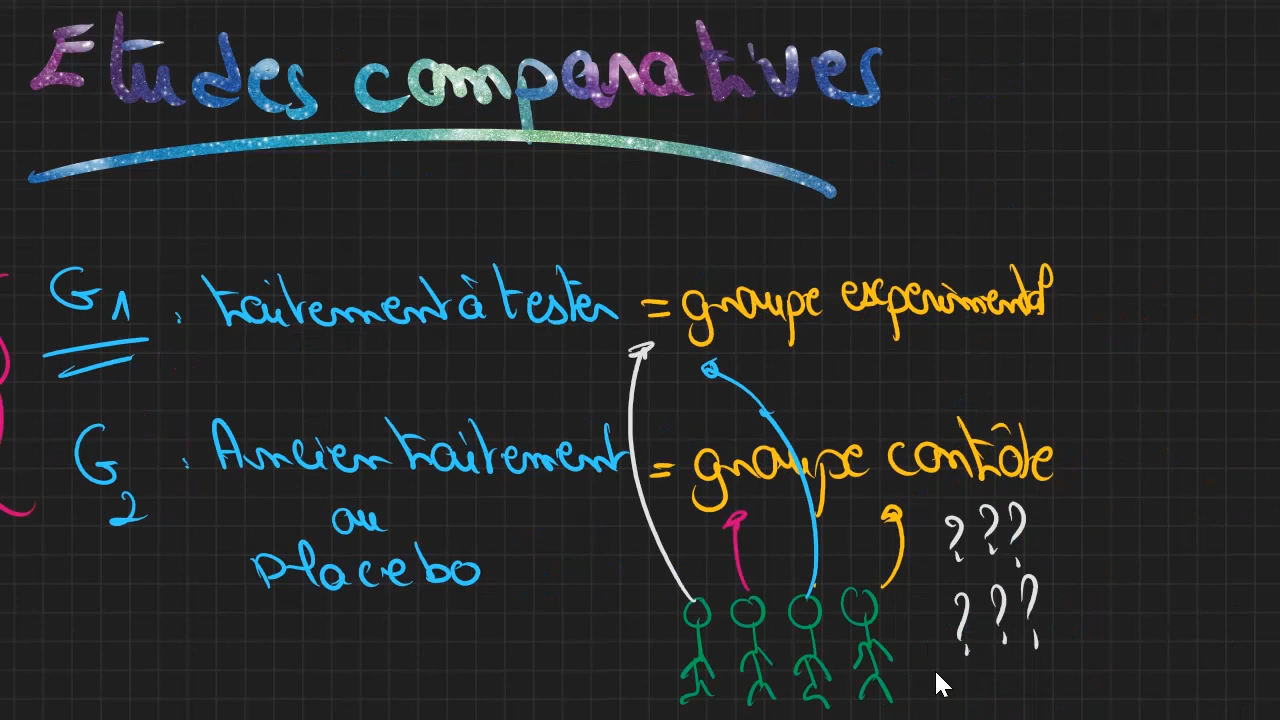 Etudes comparatives
G1 : traitement à tester = groupe experimental
G2 : Ancien traitement = groupe contrôle
ou
placebo
? ? ?
? ? ?